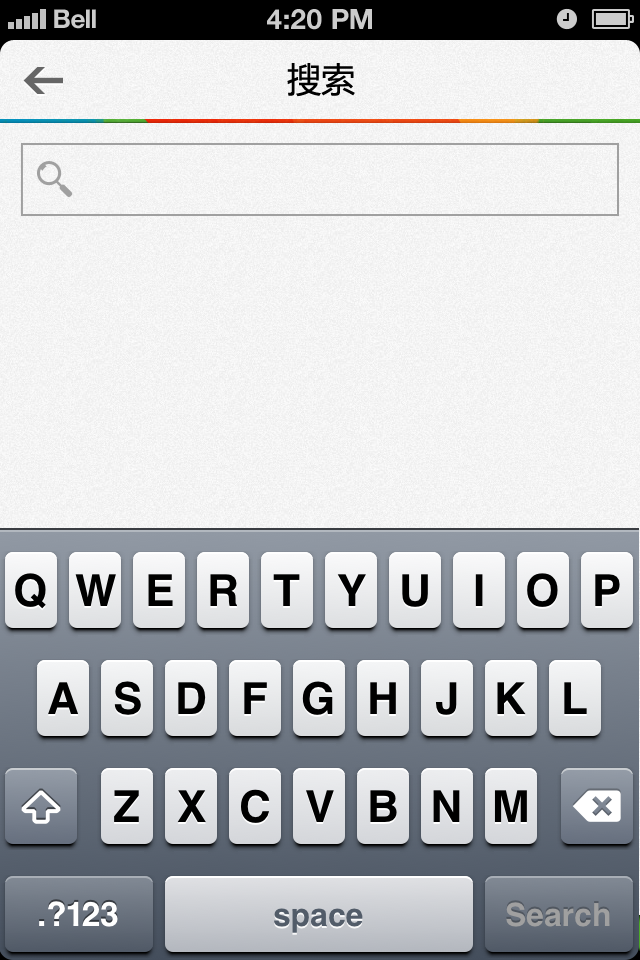 Bell 4:20 PM
搜索
Q W E R T Y U I O P
A S D F G H J K L
Z X C V B N M
.?123 space Search